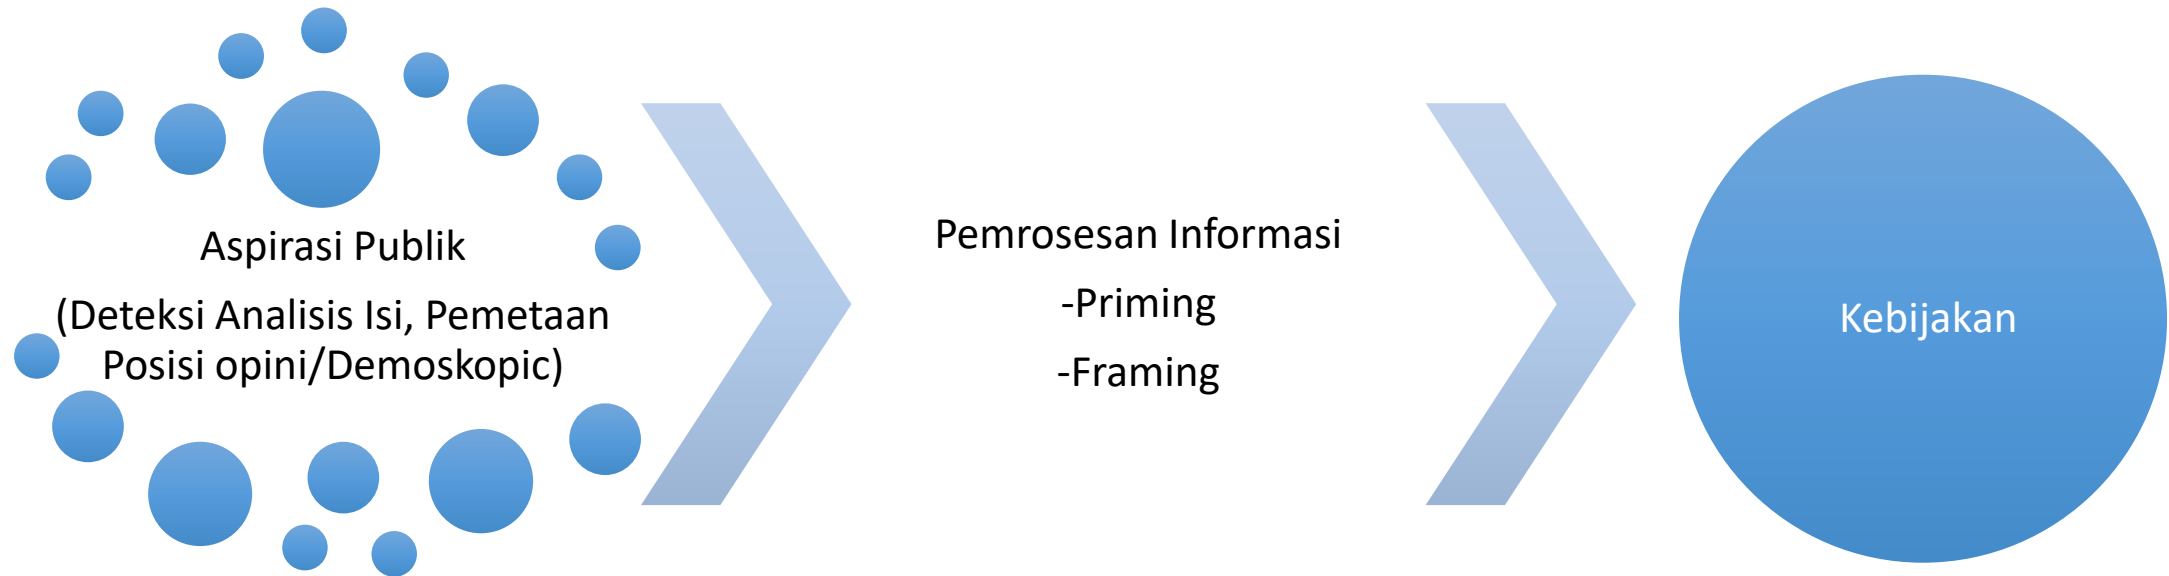 Aspirasi Publik
(Deteksi Analisis Isi, Pemetaan
Posisi opini/Demoskopic)
Pemrosesan Informasi
-Priming
-Framing
Kebijakan